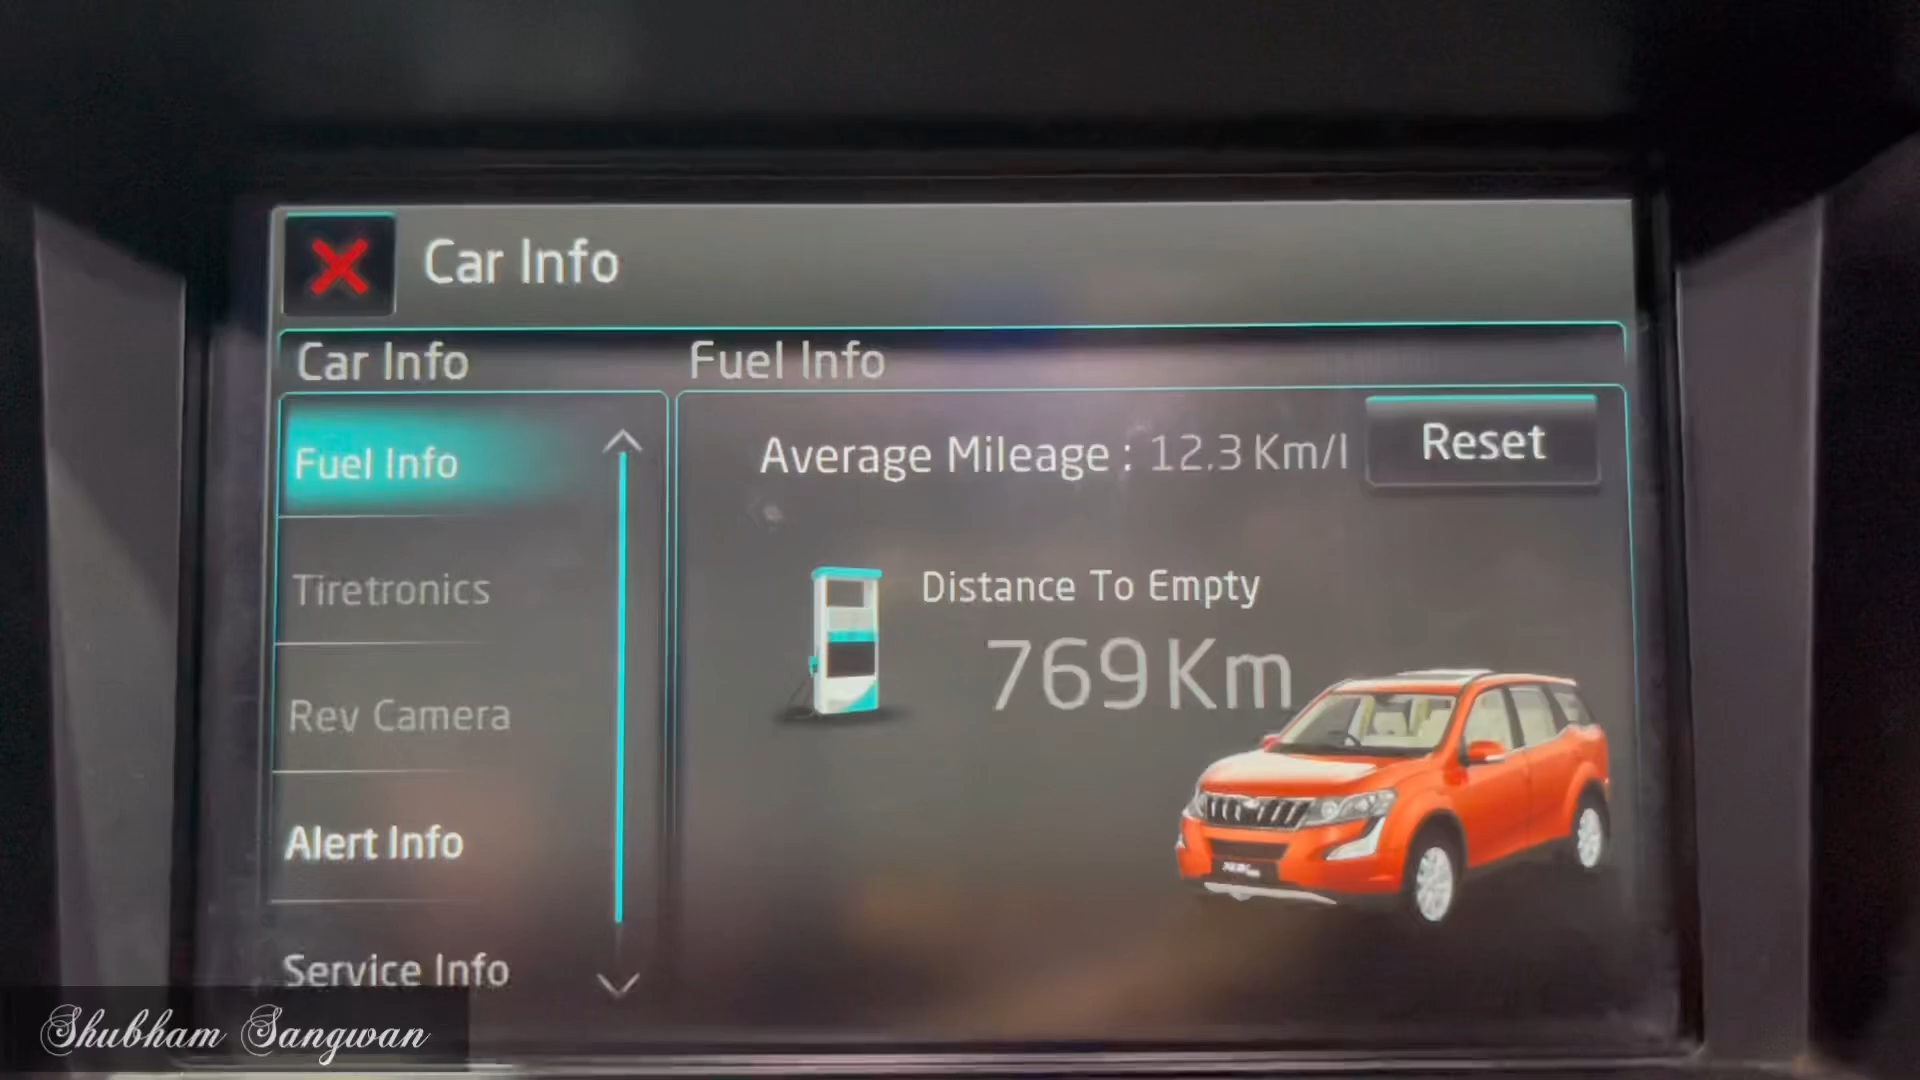 Car Info
Car Info
Fuel Info
Fuel Info
Tiretronics
Rev Camera
Alert Info
Service Info
Average Mileage : 12.3 Km/l
Reset
Distance To Empty
769 Km
Shubham Sangwan